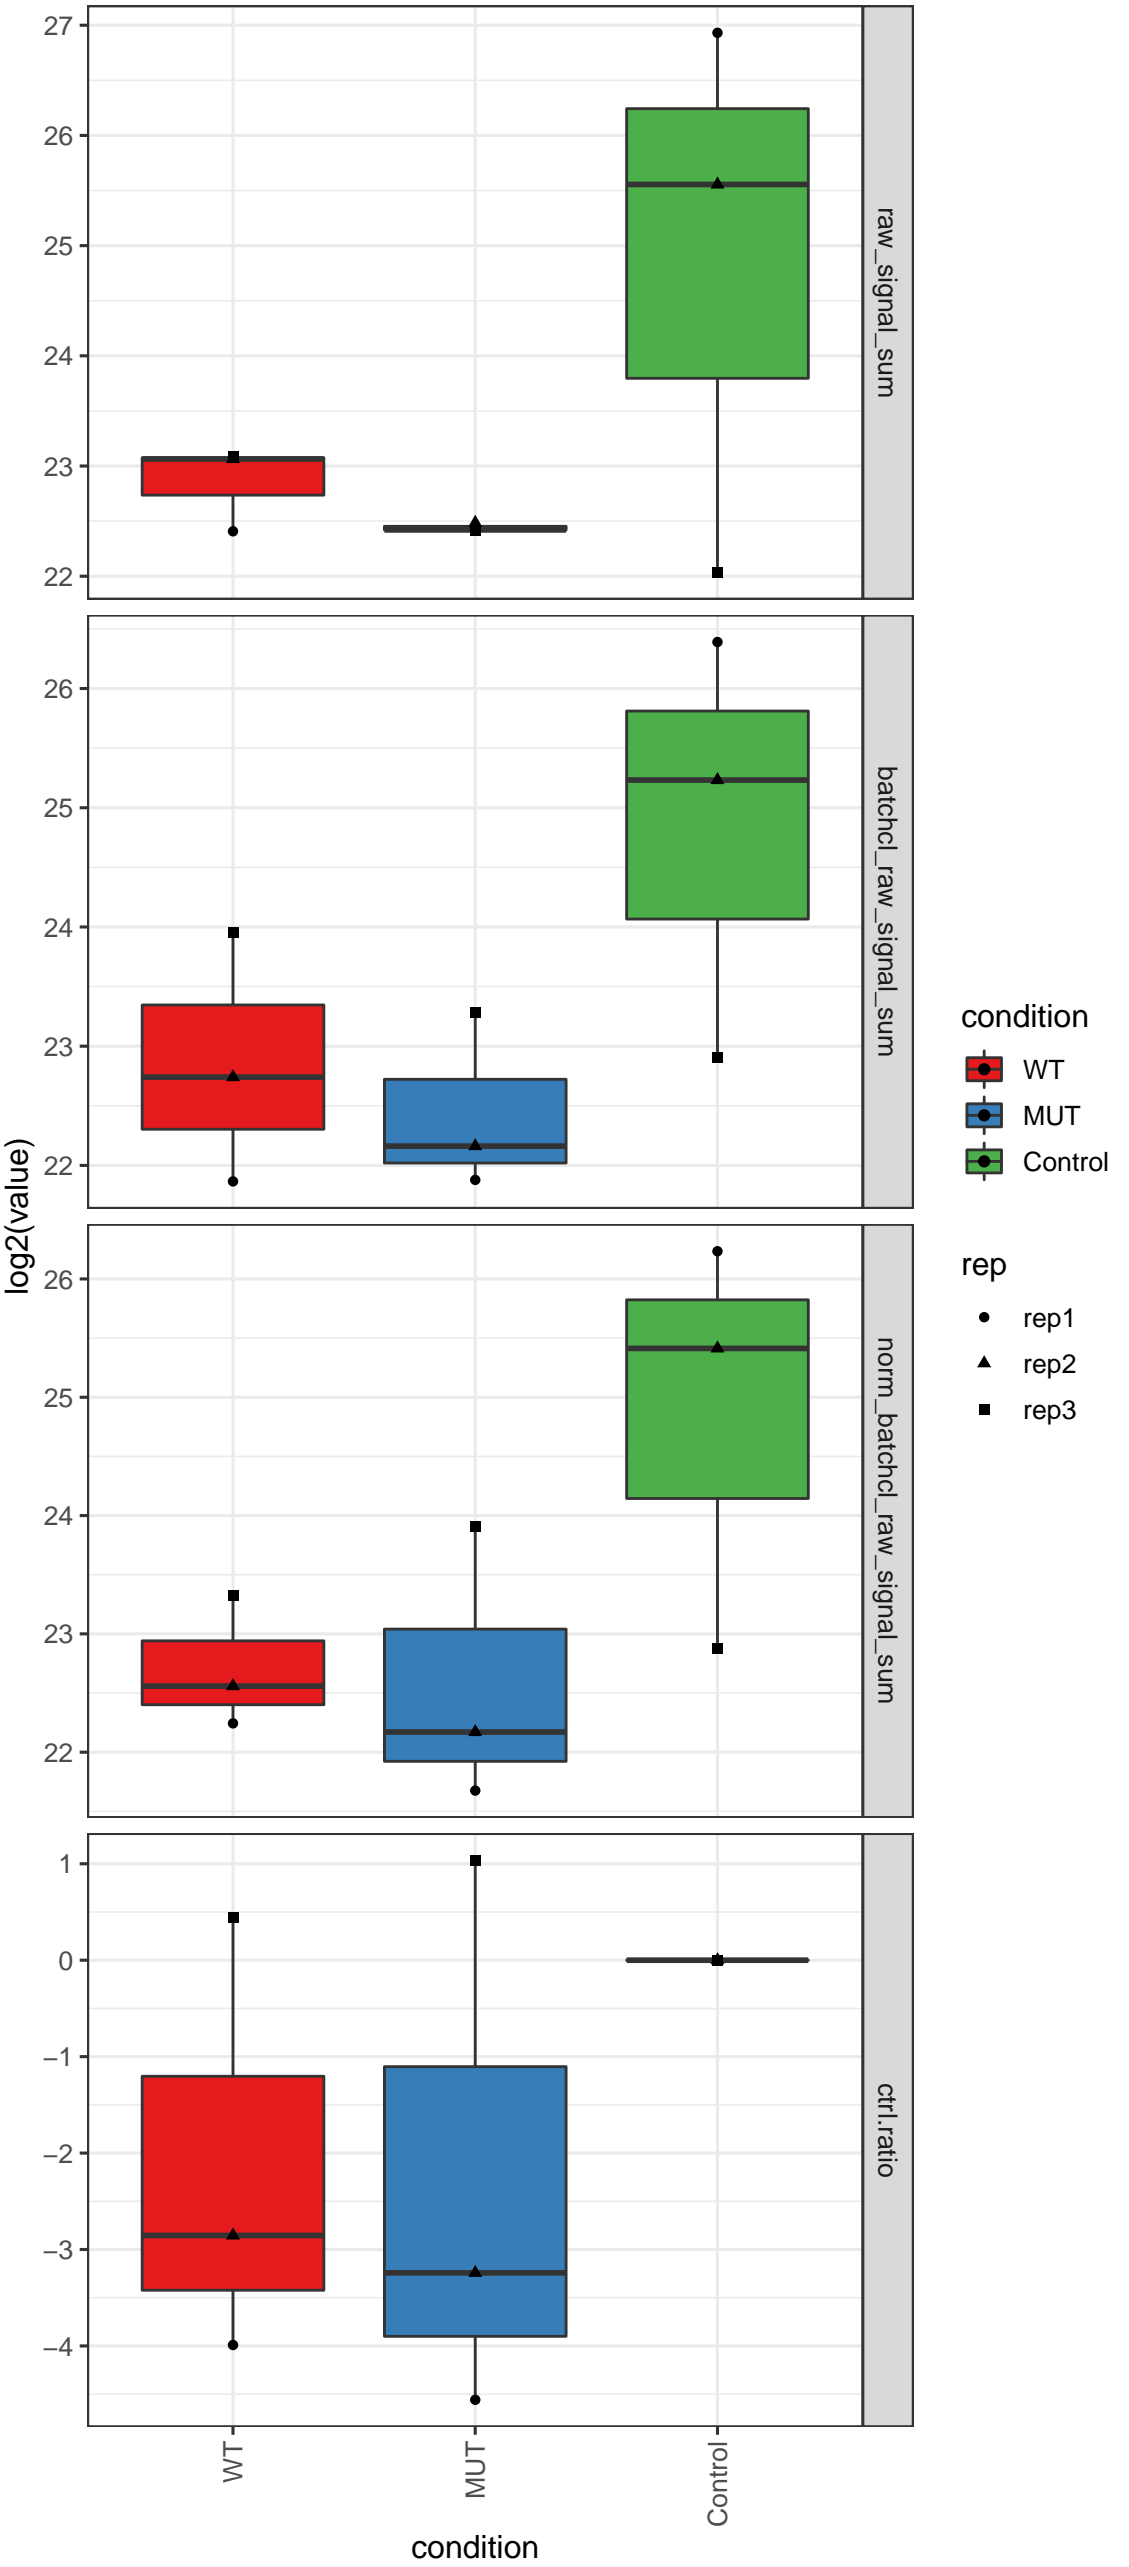 27
26
25
24
23
22
raw_signal_sum
26
25
24
23
22
batchcl_raw_signal_sum
26
25
24
23
22
norm_batchcl_raw_signal_sum
1
0
−1
−2
−3
−4
ctrl.ratio
log2(value)
WT
MUT
Control
condition
condition
WT
MUT
Control
rep
rep1
rep2
rep3